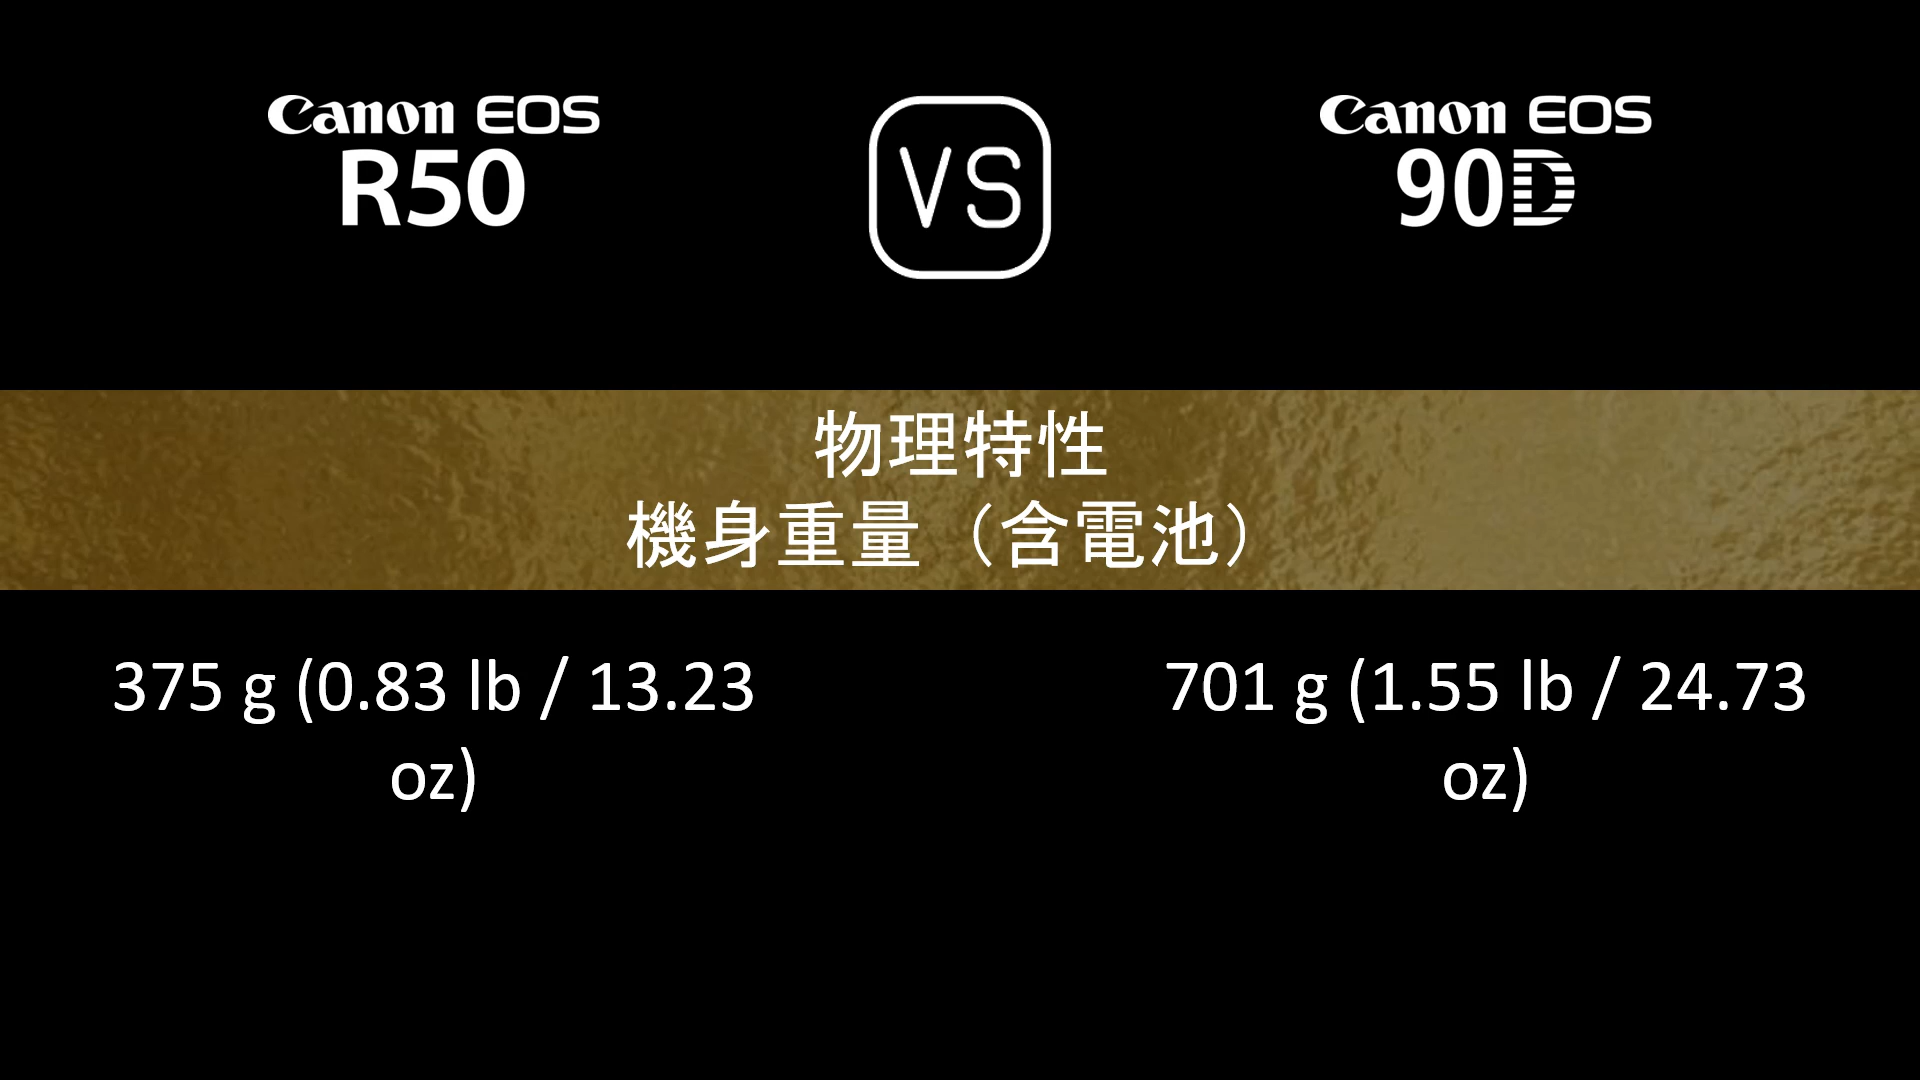 Canon EOS
R50
VS
Canon EOS
90D
物理特性
機身重量（含電池）
375 g (0.83 lb / 13.23
oz)
701 g (1.55 lb / 24.73
oz)